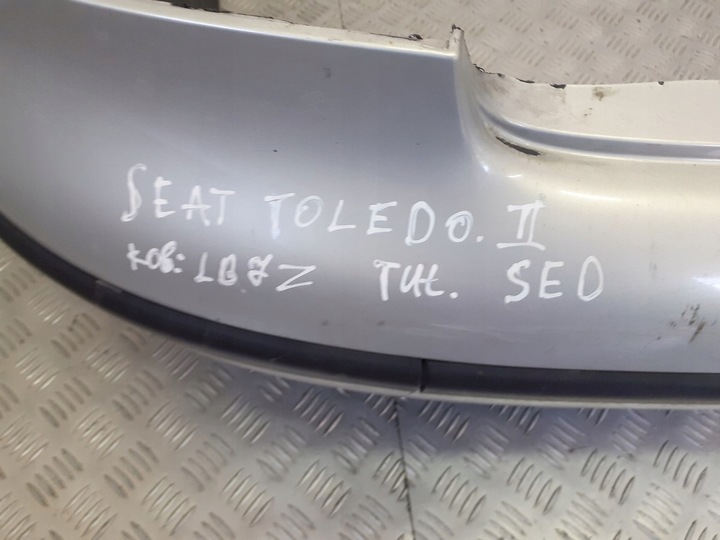 SEAT TOLEDO. II
KOL: LB7Z TYŁ. SED